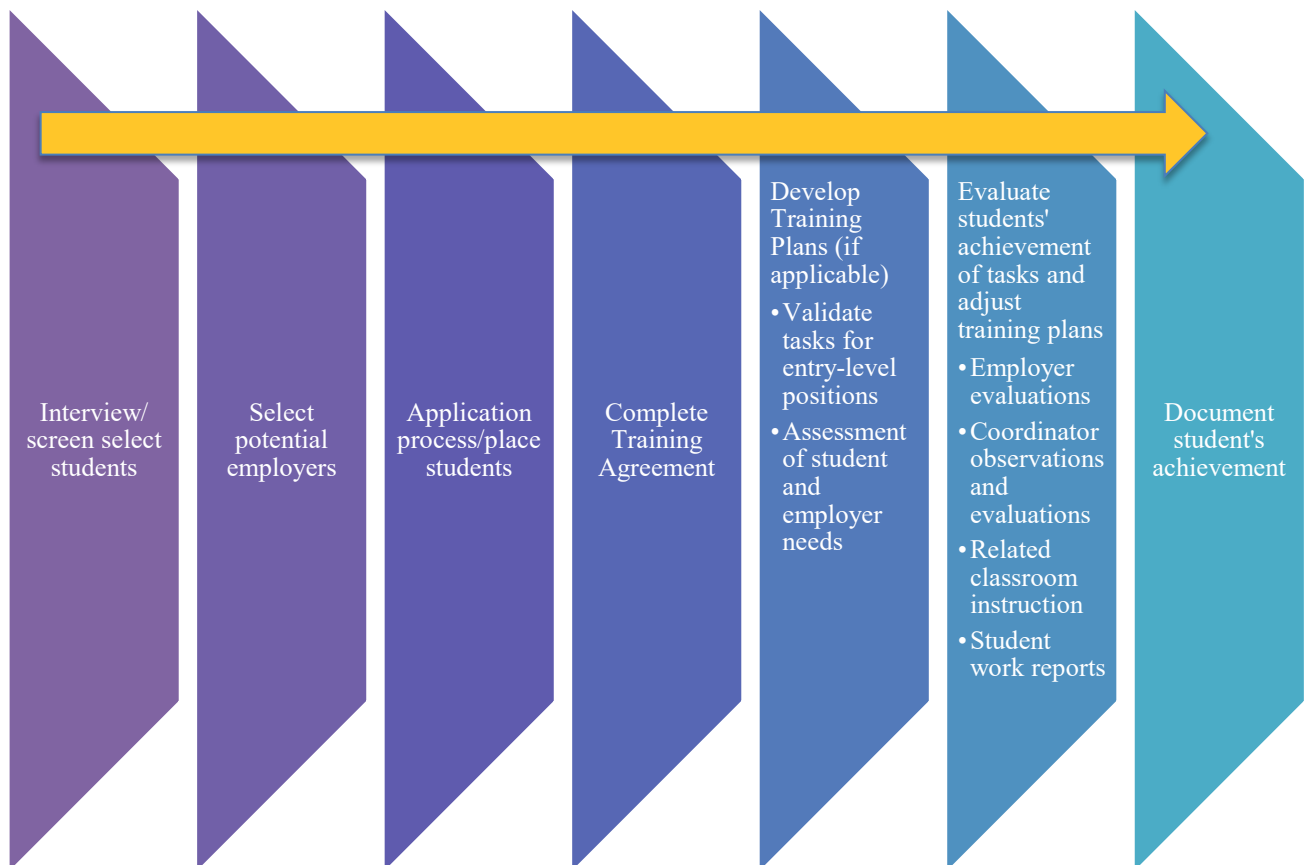 Interview/
screen select
students
Select
potential
employers
Application
process/place
students
Complete
Training
Agreement
Develop
Training
Plans (if
applicable)
•Validate
tasks for
entry-level
positions
•Assessment
of student
and
employer
needs
Evaluate
students'
achievement
of tasks and
adjust
training plans
•Employer
evaluations
•Coordinator
observations
and
evaluations
•Related
classroom
instruction
•Student
work reports
Document
student's
achievement